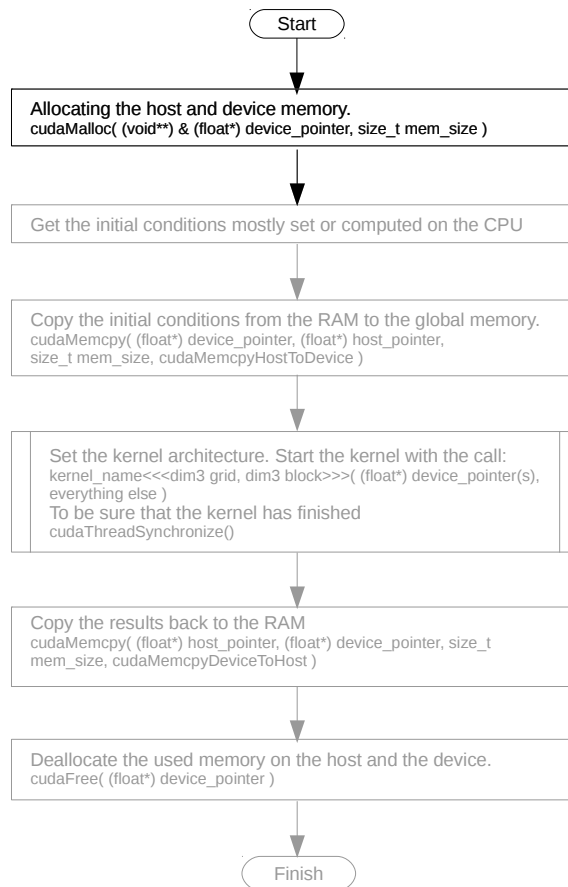 Start
Allocating the host and device memory.
cudaMalloc( (void**) & (float*) device_pointer, size_t mem_size )
Get the initial conditions mostly set or computed on the CPU
Copy the initial conditions from the RAM to the global memory.
cudaMemcpy( (float*) device_pointer, (float*) host_pointer,
size_t mem_size, cudaMemcpyHostToDevice )
Set the kernel architecture. Start the kernel with the call:
kernel_name<<<dim3 grid, dim3 block>>>( (float*) device_pointer(s),
everything else )
To be sure that the kernel has finished
cudaThreadSynchronize()
Copy the results back to the RAM
cudaMemcpy( (float*) host_pointer, (float*) device_pointer, size_t
mem_size, cudaMemcpyDeviceToHost )
Deallocate the used memory on the host and the device.
cudaFree( (float*) device_pointer )
Finish